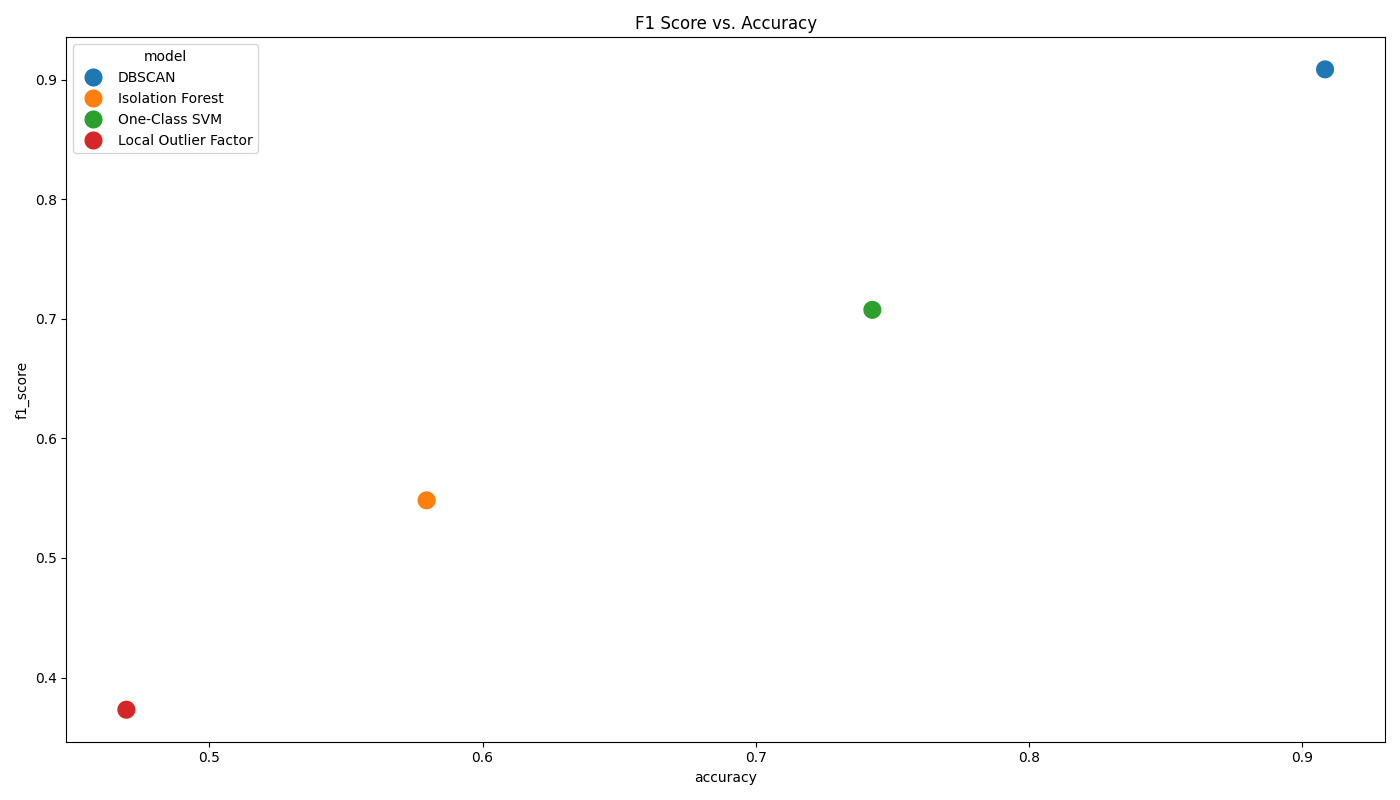 F1 Score vs. Accuracy
model
DBSCAN
Isolation Forest
One-Class SVM
Local Outlier Factor
f1_score
0.9
0.8
0.7
0.6
0.5
0.4
0.5
0.6
0.7
0.8
0.9
accuracy